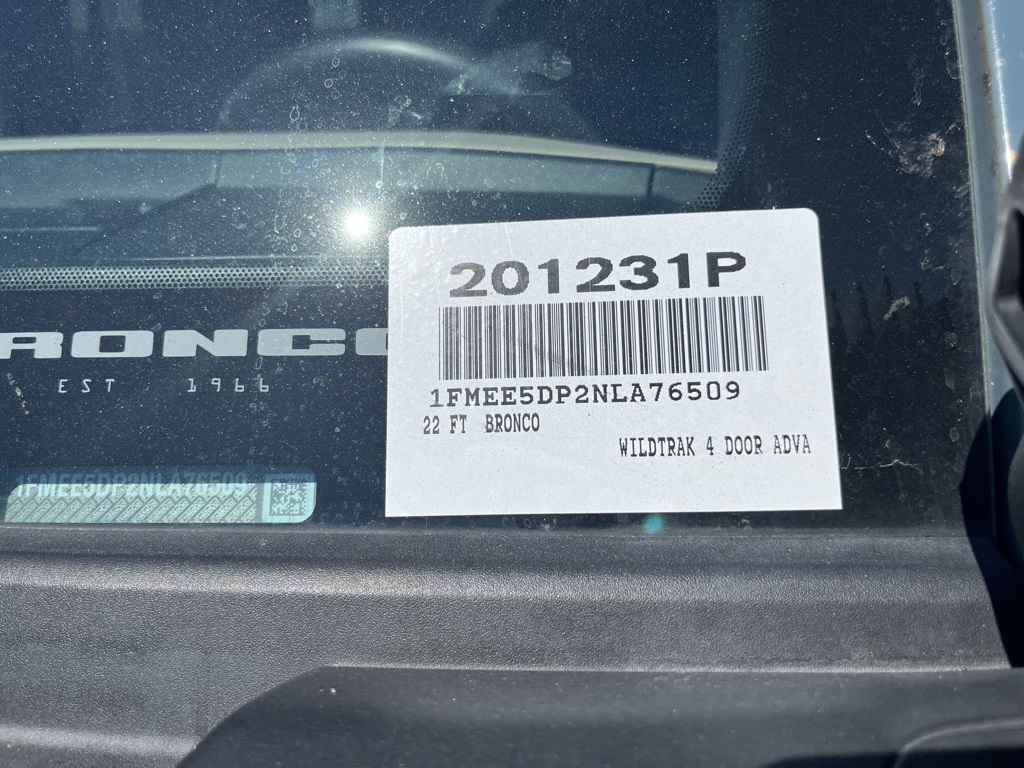 201231P
1FMEE5DP2NLA76509
22 FT BRONCO
WILDTRAK 4 DOOR ADVA
RONCO
EST 1966
1FMEE5DP2NLA76509